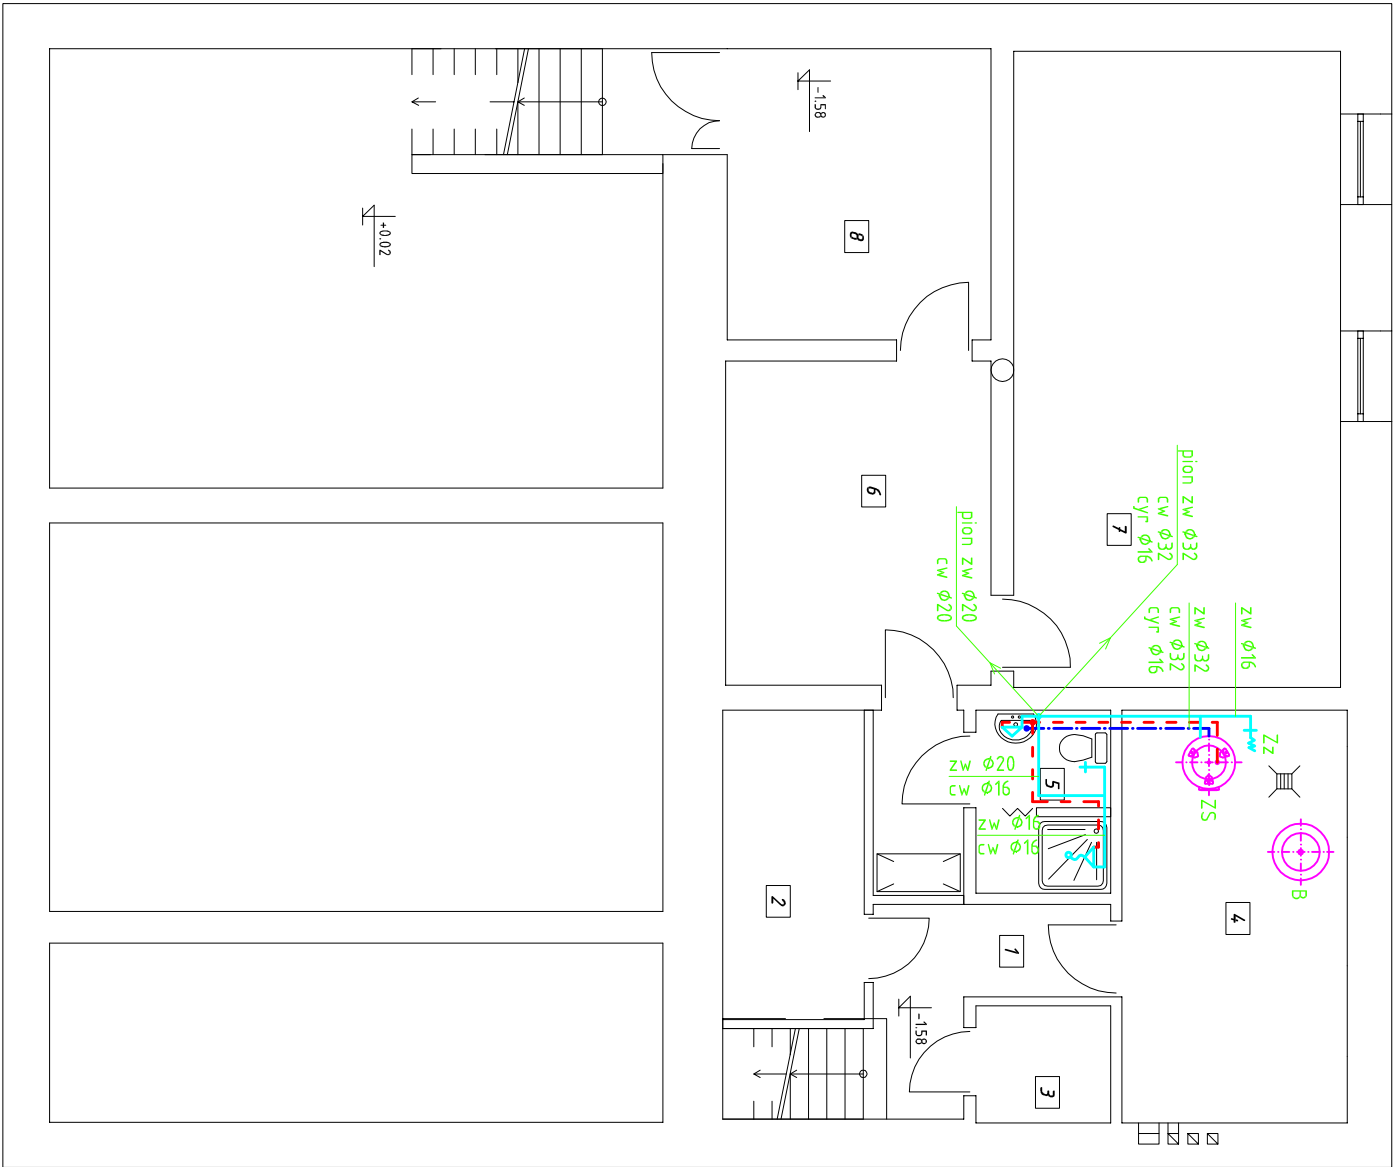 -1.58
+0.02
8
6
7
pion zw ø32
cw ø32
cyr ø16
pion zw ø20
cw ø20
zw ø16
zw ø32
cw ø32
cyr ø16
Zz
ZS
B
zw ø20
cw ø16
5
zw ø16
cw ø16
2
1
4
-1.58
3